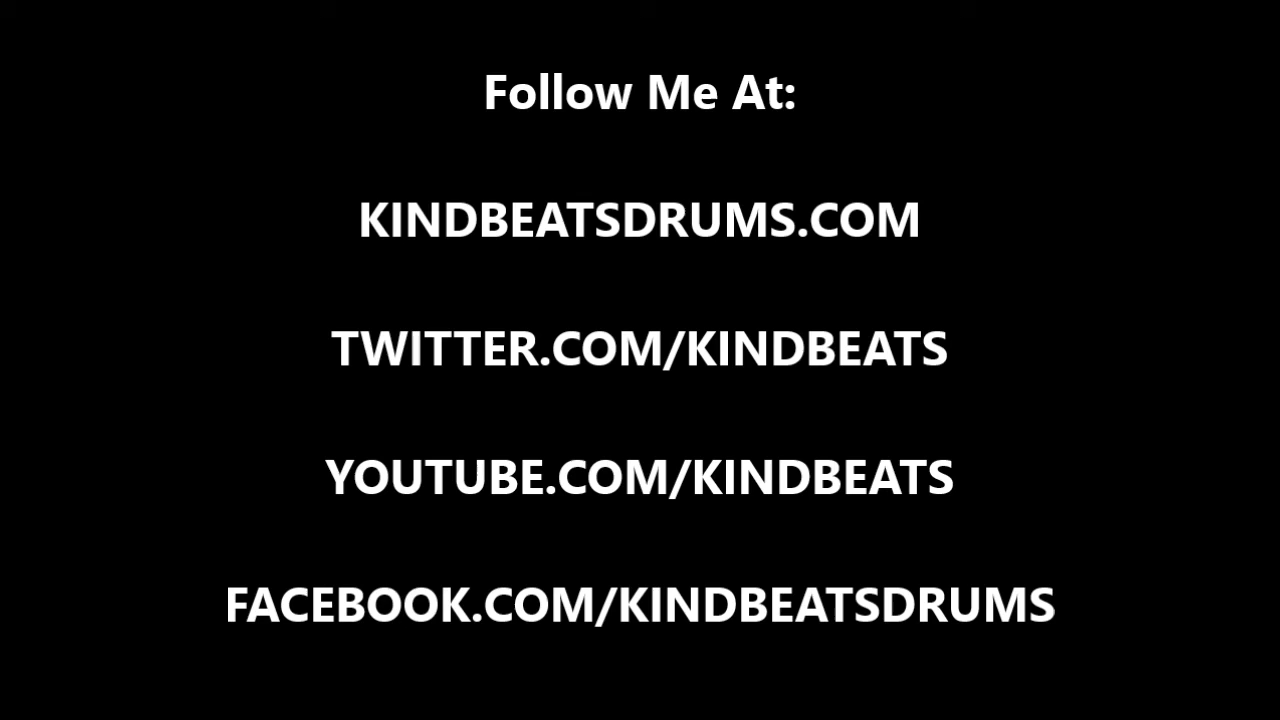 Follow Me At:
KINDBEATSDRUMS.COM
TWITTER.COM/KINDBEATS
YOUTUBE.COM/KINDBEATS
FACEBOOK.COM/KINDBEATSDRUMS